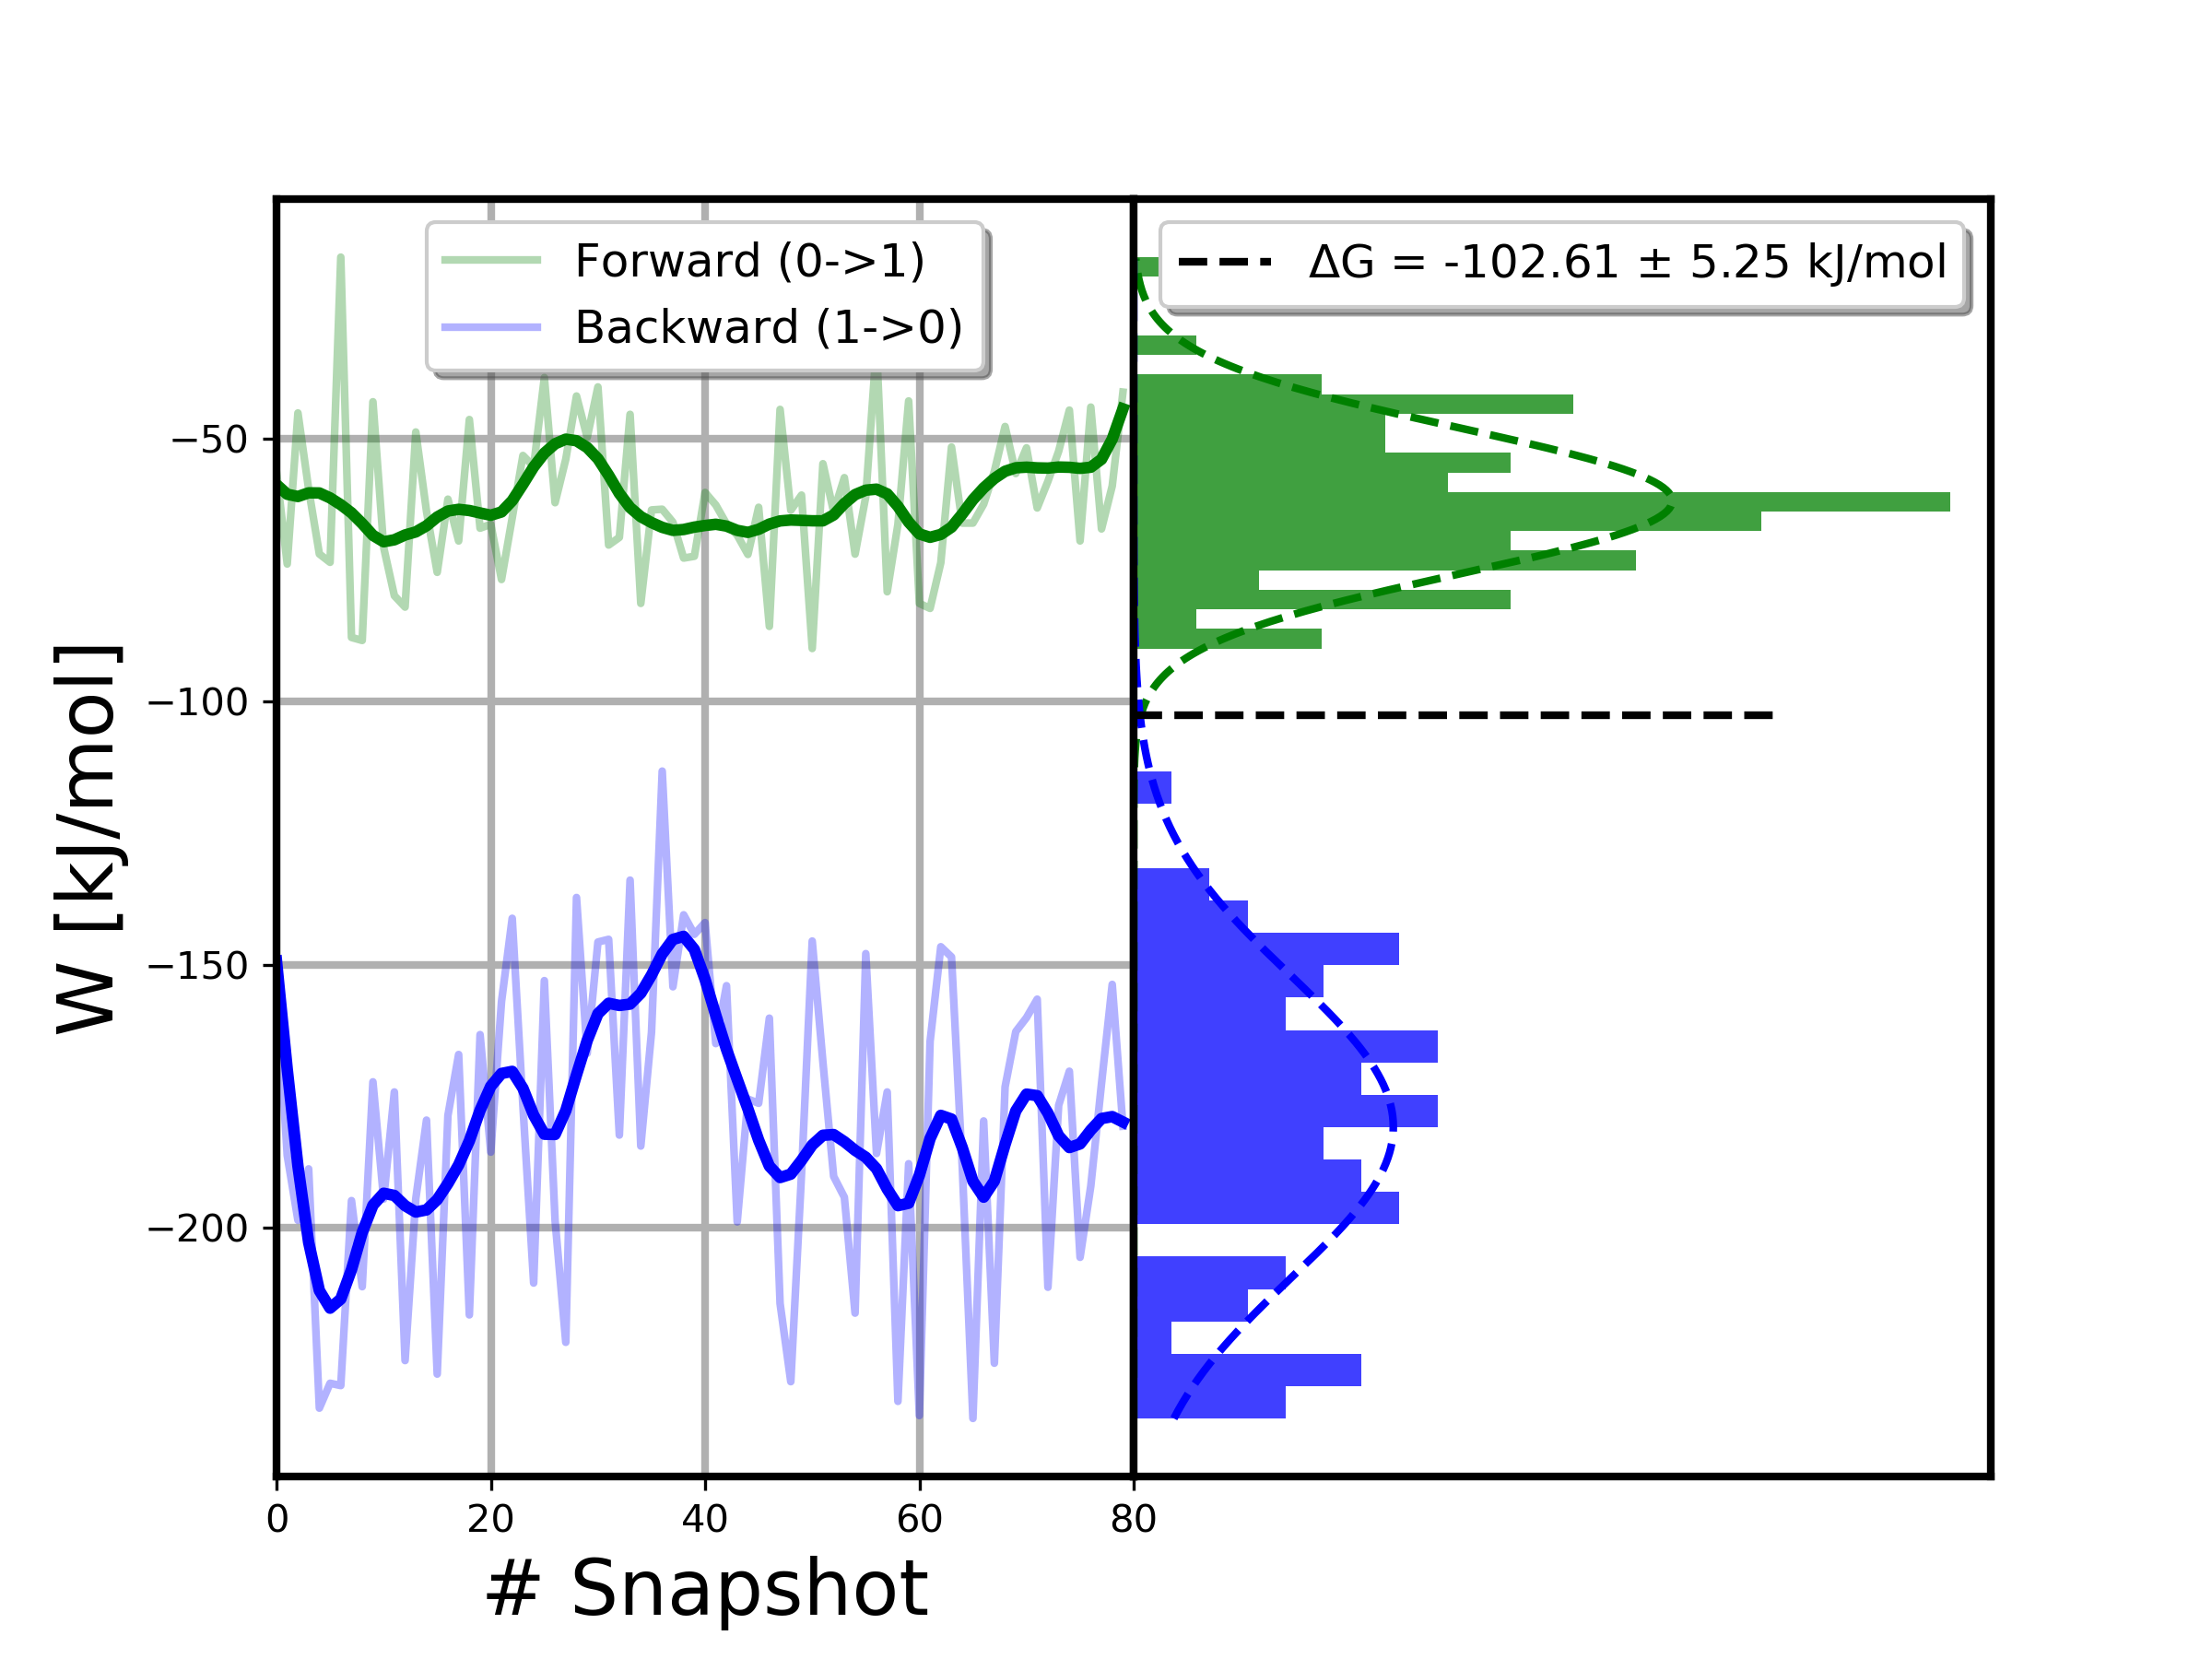 Forward (0->1)
Backward (1->0)
ΔG = -102.61 ± 5.25 kJ/mol
W [kJ/mol]
−50
−100
−150
−200
0 20 40 60 80
# Snapshot